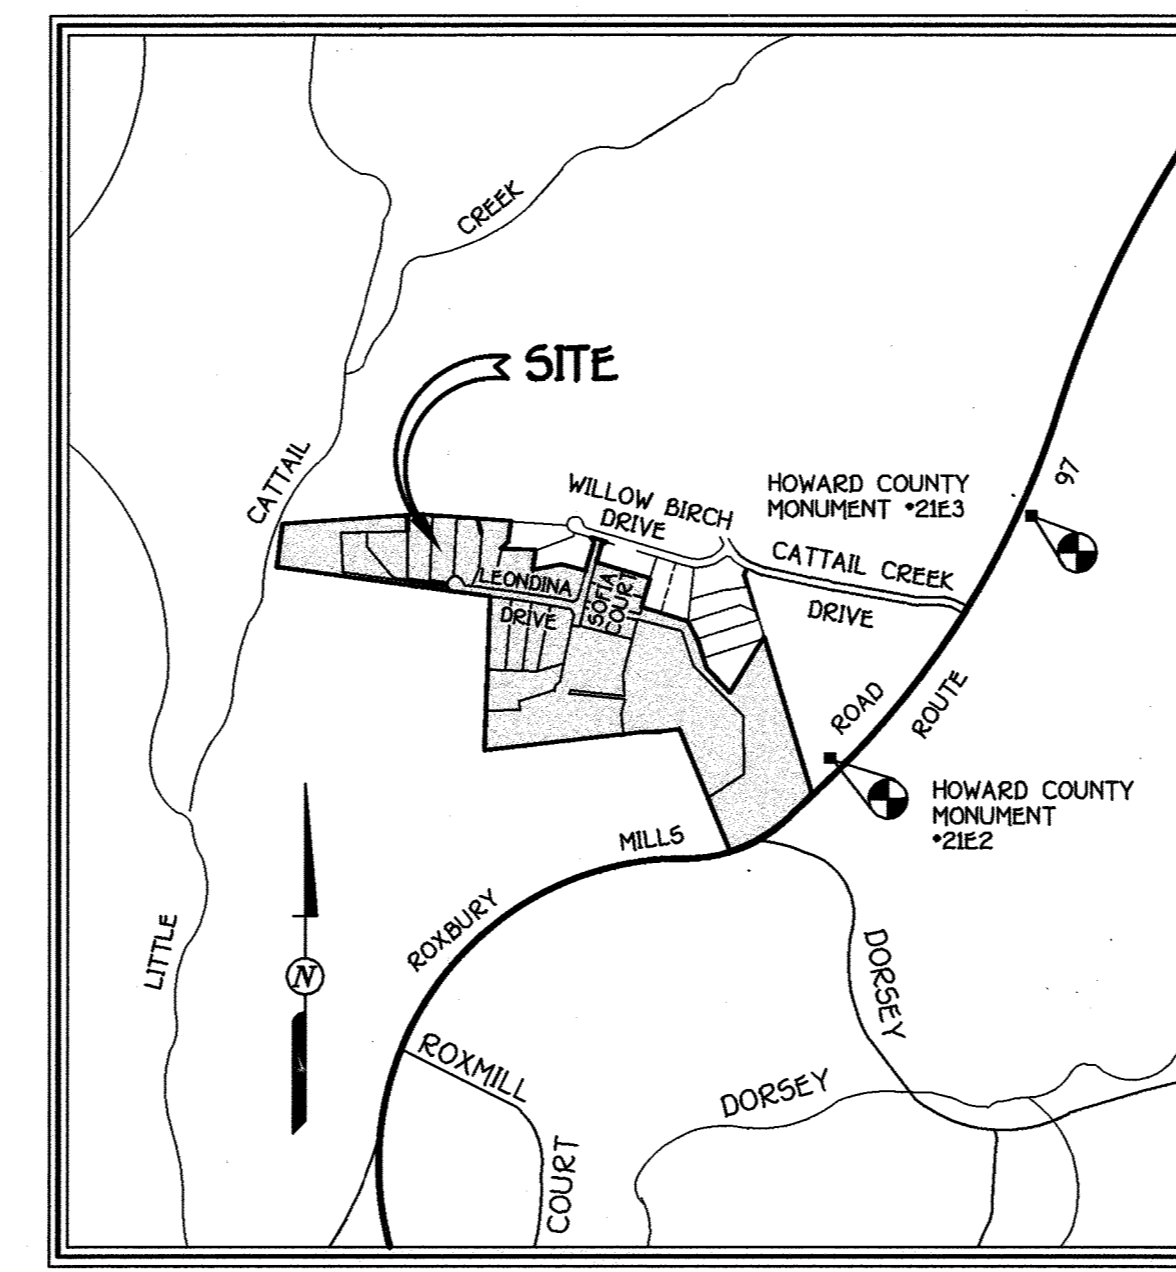 CREEK
SITE
CATTAIL
WILLOW BIRCH
DRIVE
HOWARD COUNTY
MONUMENT •21E3
97
CATTAIL CREEK
DRIVE
LEONDINA
DRIVE
SOFIA
COURT
ROAD
ROUTE
HOWARD COUNTY
MONUMENT
•21E2
MILLS
ROXBURY
LITTLE
N
DORSEY
ROXMILL
COURT
DORSEY